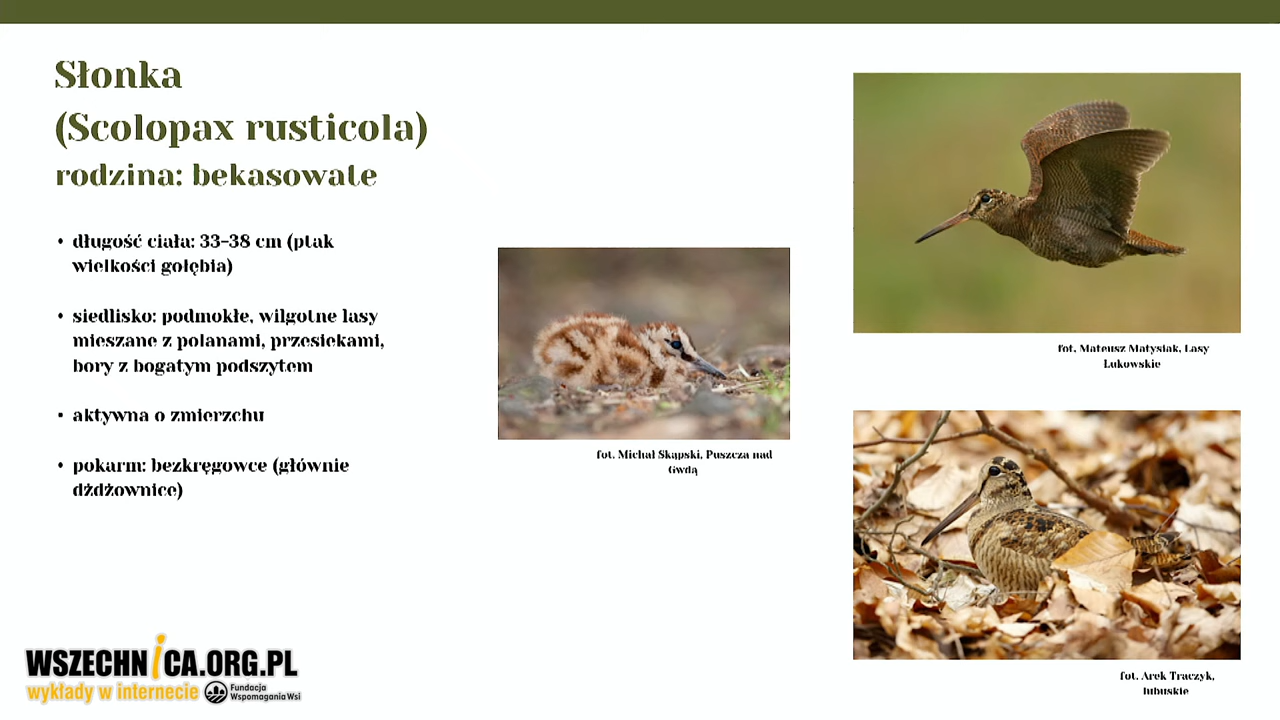 Słonka
(Scolopax rusticola)
rodzina: bekasowate
• długość ciała: 33-38 cm (ptak
wielkości gołębia)
• siedlisko: podmokłe, wilgotne lasy
mieszane z polanami, przesiekami,
bory z bogatym podszytem
• aktywna o zmierzchu
• pokarm: bezkręgowce (głównie
dżdżownice)
fot. Michał Skąpski, Puszcza nad
Gwdą
fot. Mateusz Matysiak, Lasy
Łukowskie
fot. Arek Traczyk,
lubuskie
WSZECHNiCA.ORG.PL
wykłady w internecie
Fundacja
Wspomagania Wsi